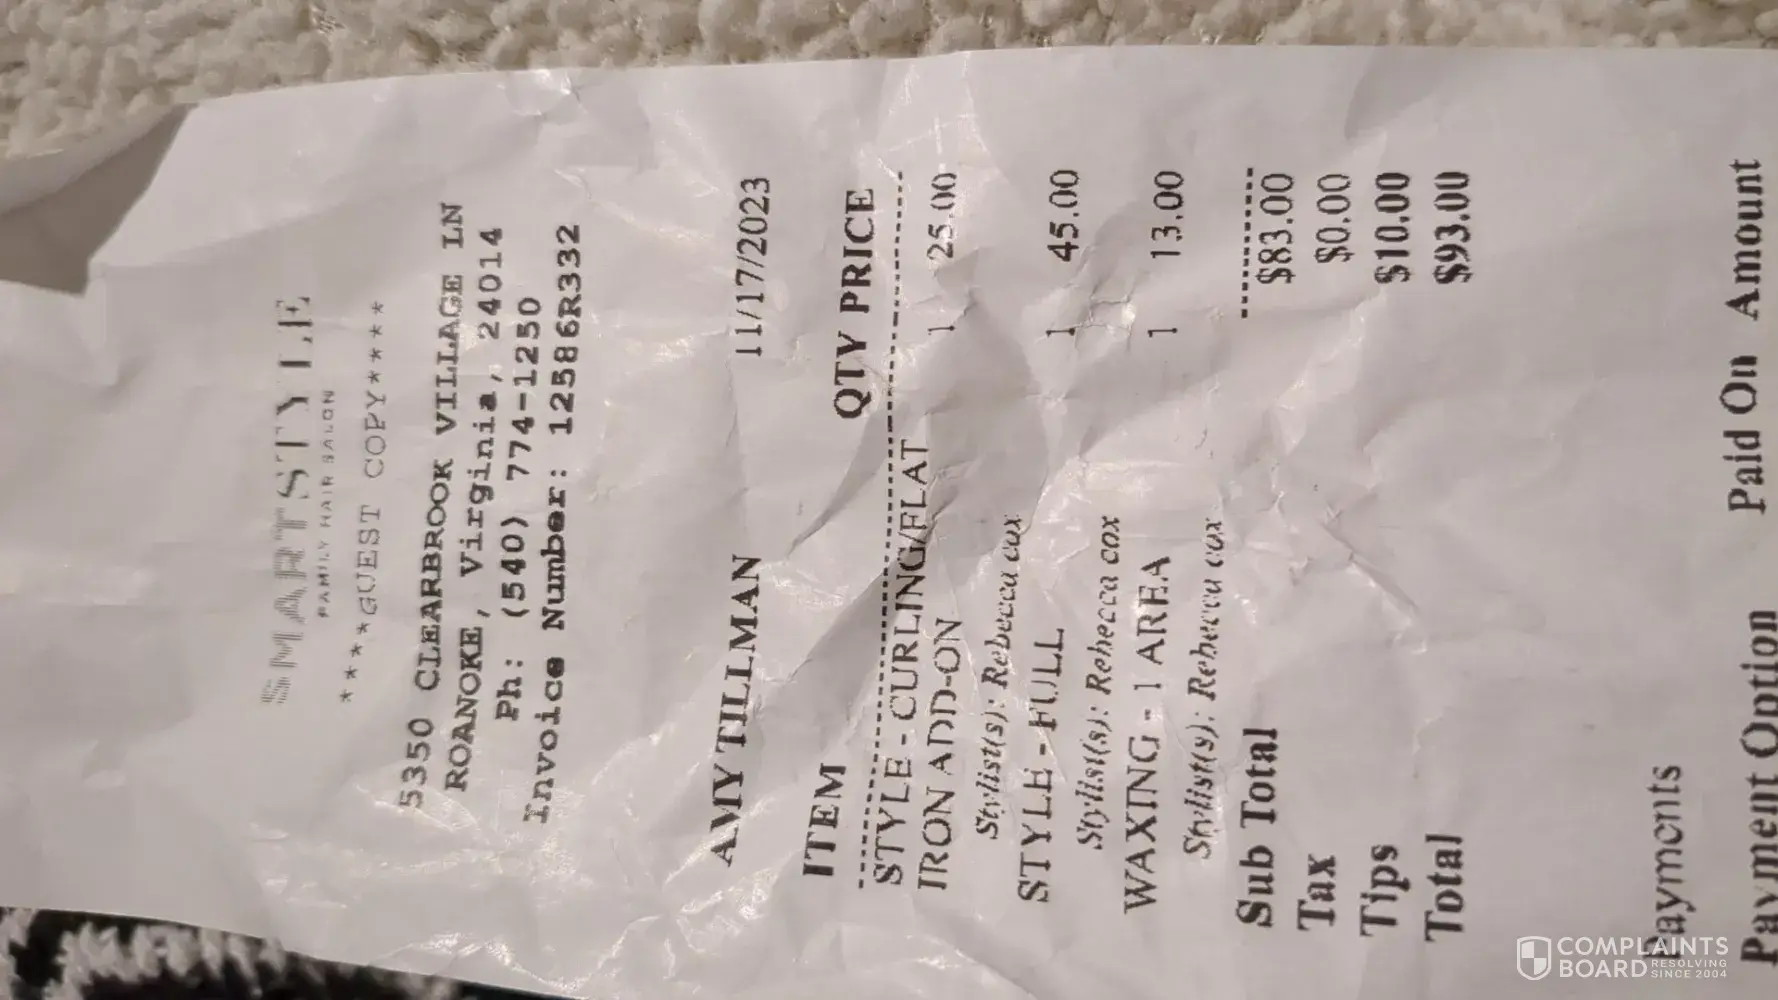 SMARTSTYLE
FAMILY HAIR SALON
****GUEST COPY*****
5350 CLEARBROOK VILLAGE LN
ROANOKE, Virginia, 24014
Ph: (540) 774-1250
Invoice Number: 12586R332
AMY TILLMAN 11/17/2023
ITEM QTY PRICE
STYLE - CURLING/FLAT
IRON ADD-ON 1 25.00
Stylist(s): Rebecca cox
STYLE - FULL 1 45.00
Stylist(s): Rebecca cox
WAXING - 1 AREA 1 13.00
Stylist(s): Rebecca cox
Sub Total $83.00
Tax $0.00
Tips $10.00
Total $93.00
Payments
Payment Option Paid On Amount
COMPLAINTS
BOARD RESOLVING
SINCE 2004